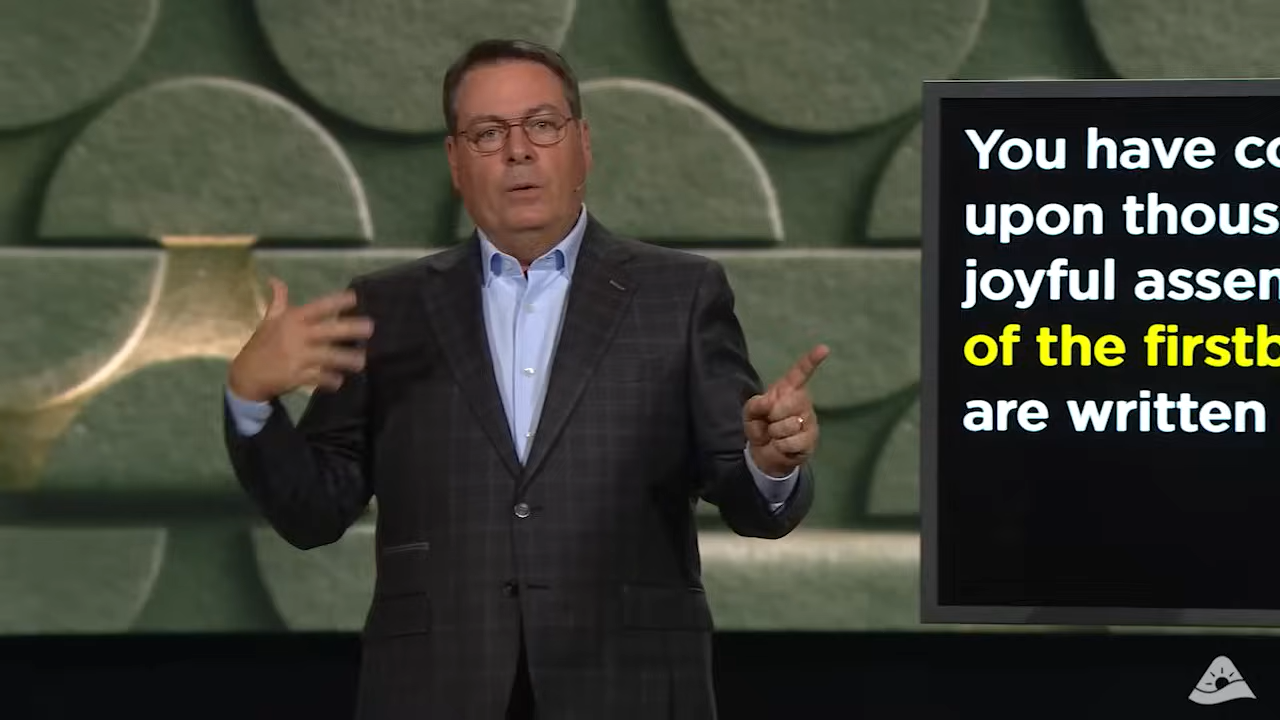 You have co
upon thous
joyful assem
of the firstb
are written